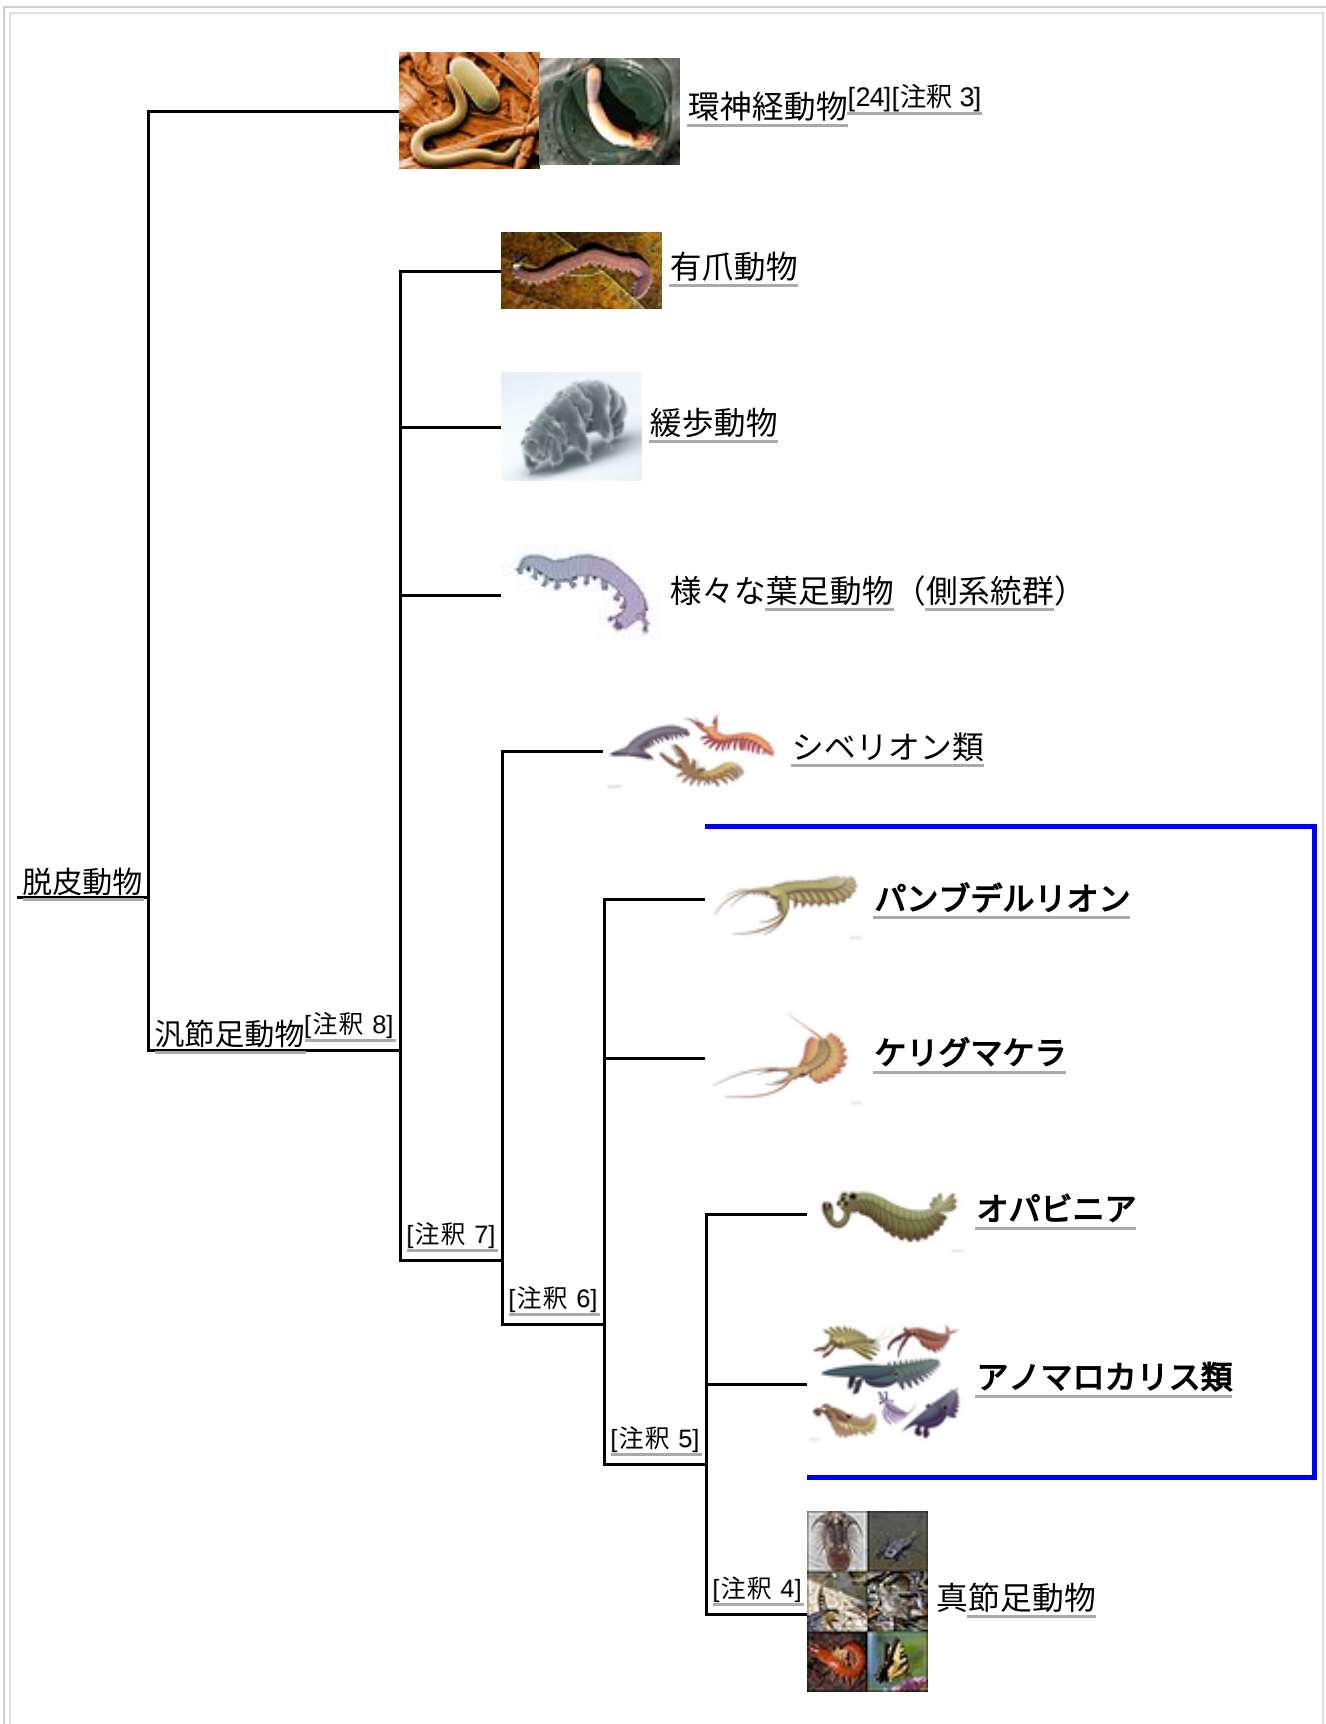 環神経動物[24][注釈 3]
有爪動物
緩歩動物
様々な葉足動物（側系統群）
シベリオン類
脱皮動物
パンブデルリオン
汎節足動物[注釈 8]
ケリグマケラ
オパビニア
[注釈 7]
[注釈 6]
アノマロカリス類
[注釈 5]
[注釈 4]
真節足動物